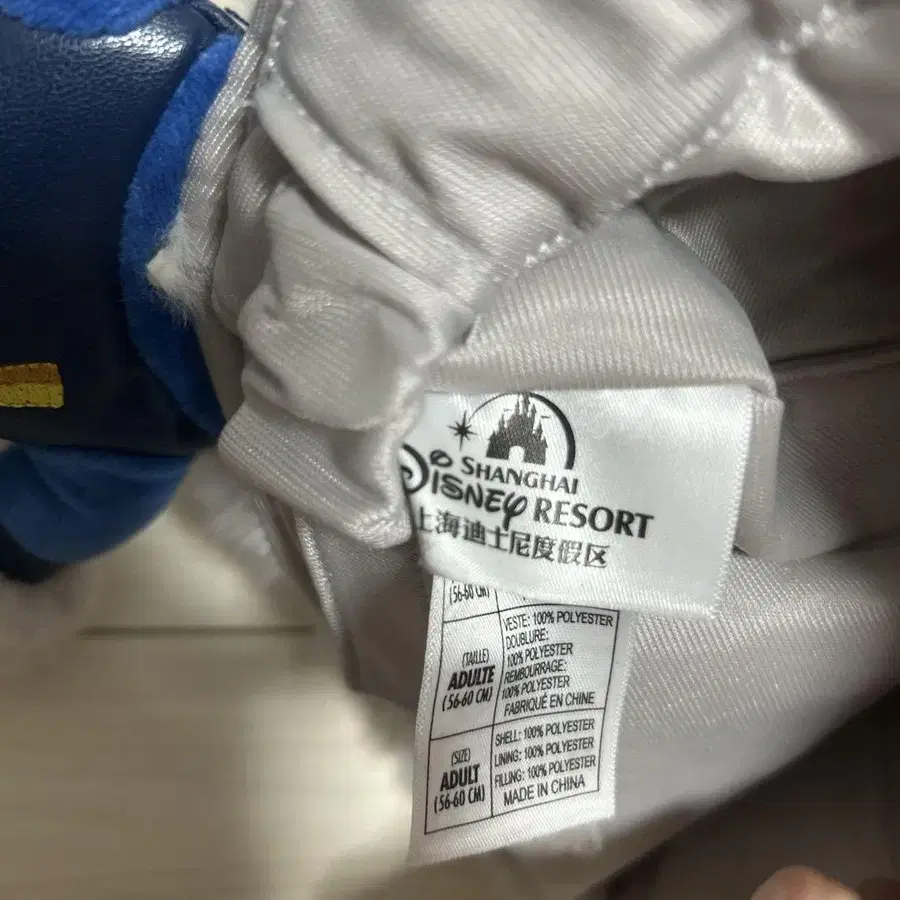 SHANGHAI
DISNEY RESORT
上海迪士尼度假区
(56-60 CM)
(TAILLE)
ADULTE
(56-60 CM)
VESTE: 100% POLYESTER
DOUBLURE:
100% POLYESTER
REMBOURRAGE:
100% POLYESTER
FABRIQUÉ EN CHINE
(SIZE)
ADULT
(56-60 CM)
SHELL: 100% POLYESTER
LINING: 100% POLYESTER
FILLING: 100% POLYESTER
MADE IN CHINA